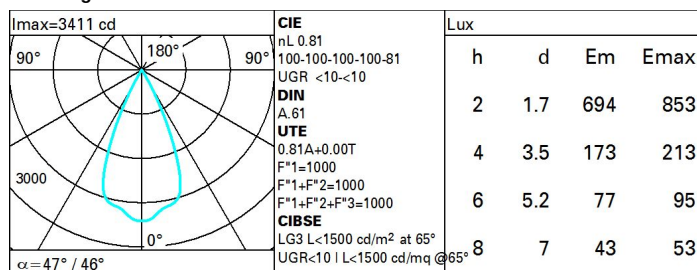 Imax=3411 cd
90°
180°
90°
3000
0°
α=47° / 46°
CIE
nL 0.81
100-100-100-100-81
UGR <10-<10
DIN
A.61
UTE
0.81A+0.00T
F"1=1000
F"1+F"2=1000
F"1+F"2+F"3=1000
CIBSE
LG3 L<1500 cd/m² at 65°
UGR<10 | L<1500 cd/mq @65°
Lux
h d Em Emax
2 1.7 694 853
4 3.5 173 213
6 5.2 77 95
8 7 43 53